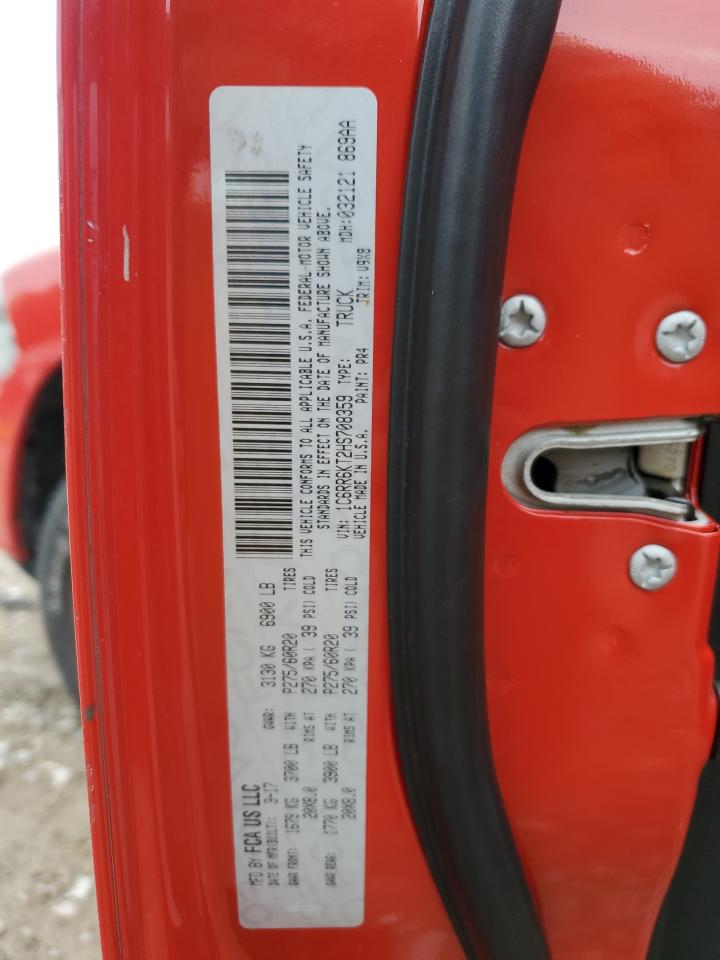 MFD BY FCA US LLC
DATE OF MFR(BUILT): 3-17 GVWR: 3130 KG 6900 LB
GAWR FRONT: 1679 KG 3700 LB WITH P275/60R20 TIRES
20X8.0 RIMS AT 270 KPA ( 39 PSI) COLD
GAWR REAR: 1770 KG 3900 LB WITH P275/60R20 TIRES
20X8.0 RIMS AT 270 KPA ( 39 PSI) COLD
THIS VEHICLE CONFORMS TO ALL APPLICABLE U.S.A. FEDERAL MOTOR VEHICLE SAFETY
STANDARDS IN EFFECT ON THE DATE OF MANUFACTURE SHOWN ABOVE.
VIN: 1C6RR6KT2HS708359 TYPE: TRUCK MDH:032121 869AA
VEHICLE MADE IN U.S.A. PAINT: PR4 TRIM: V9X8